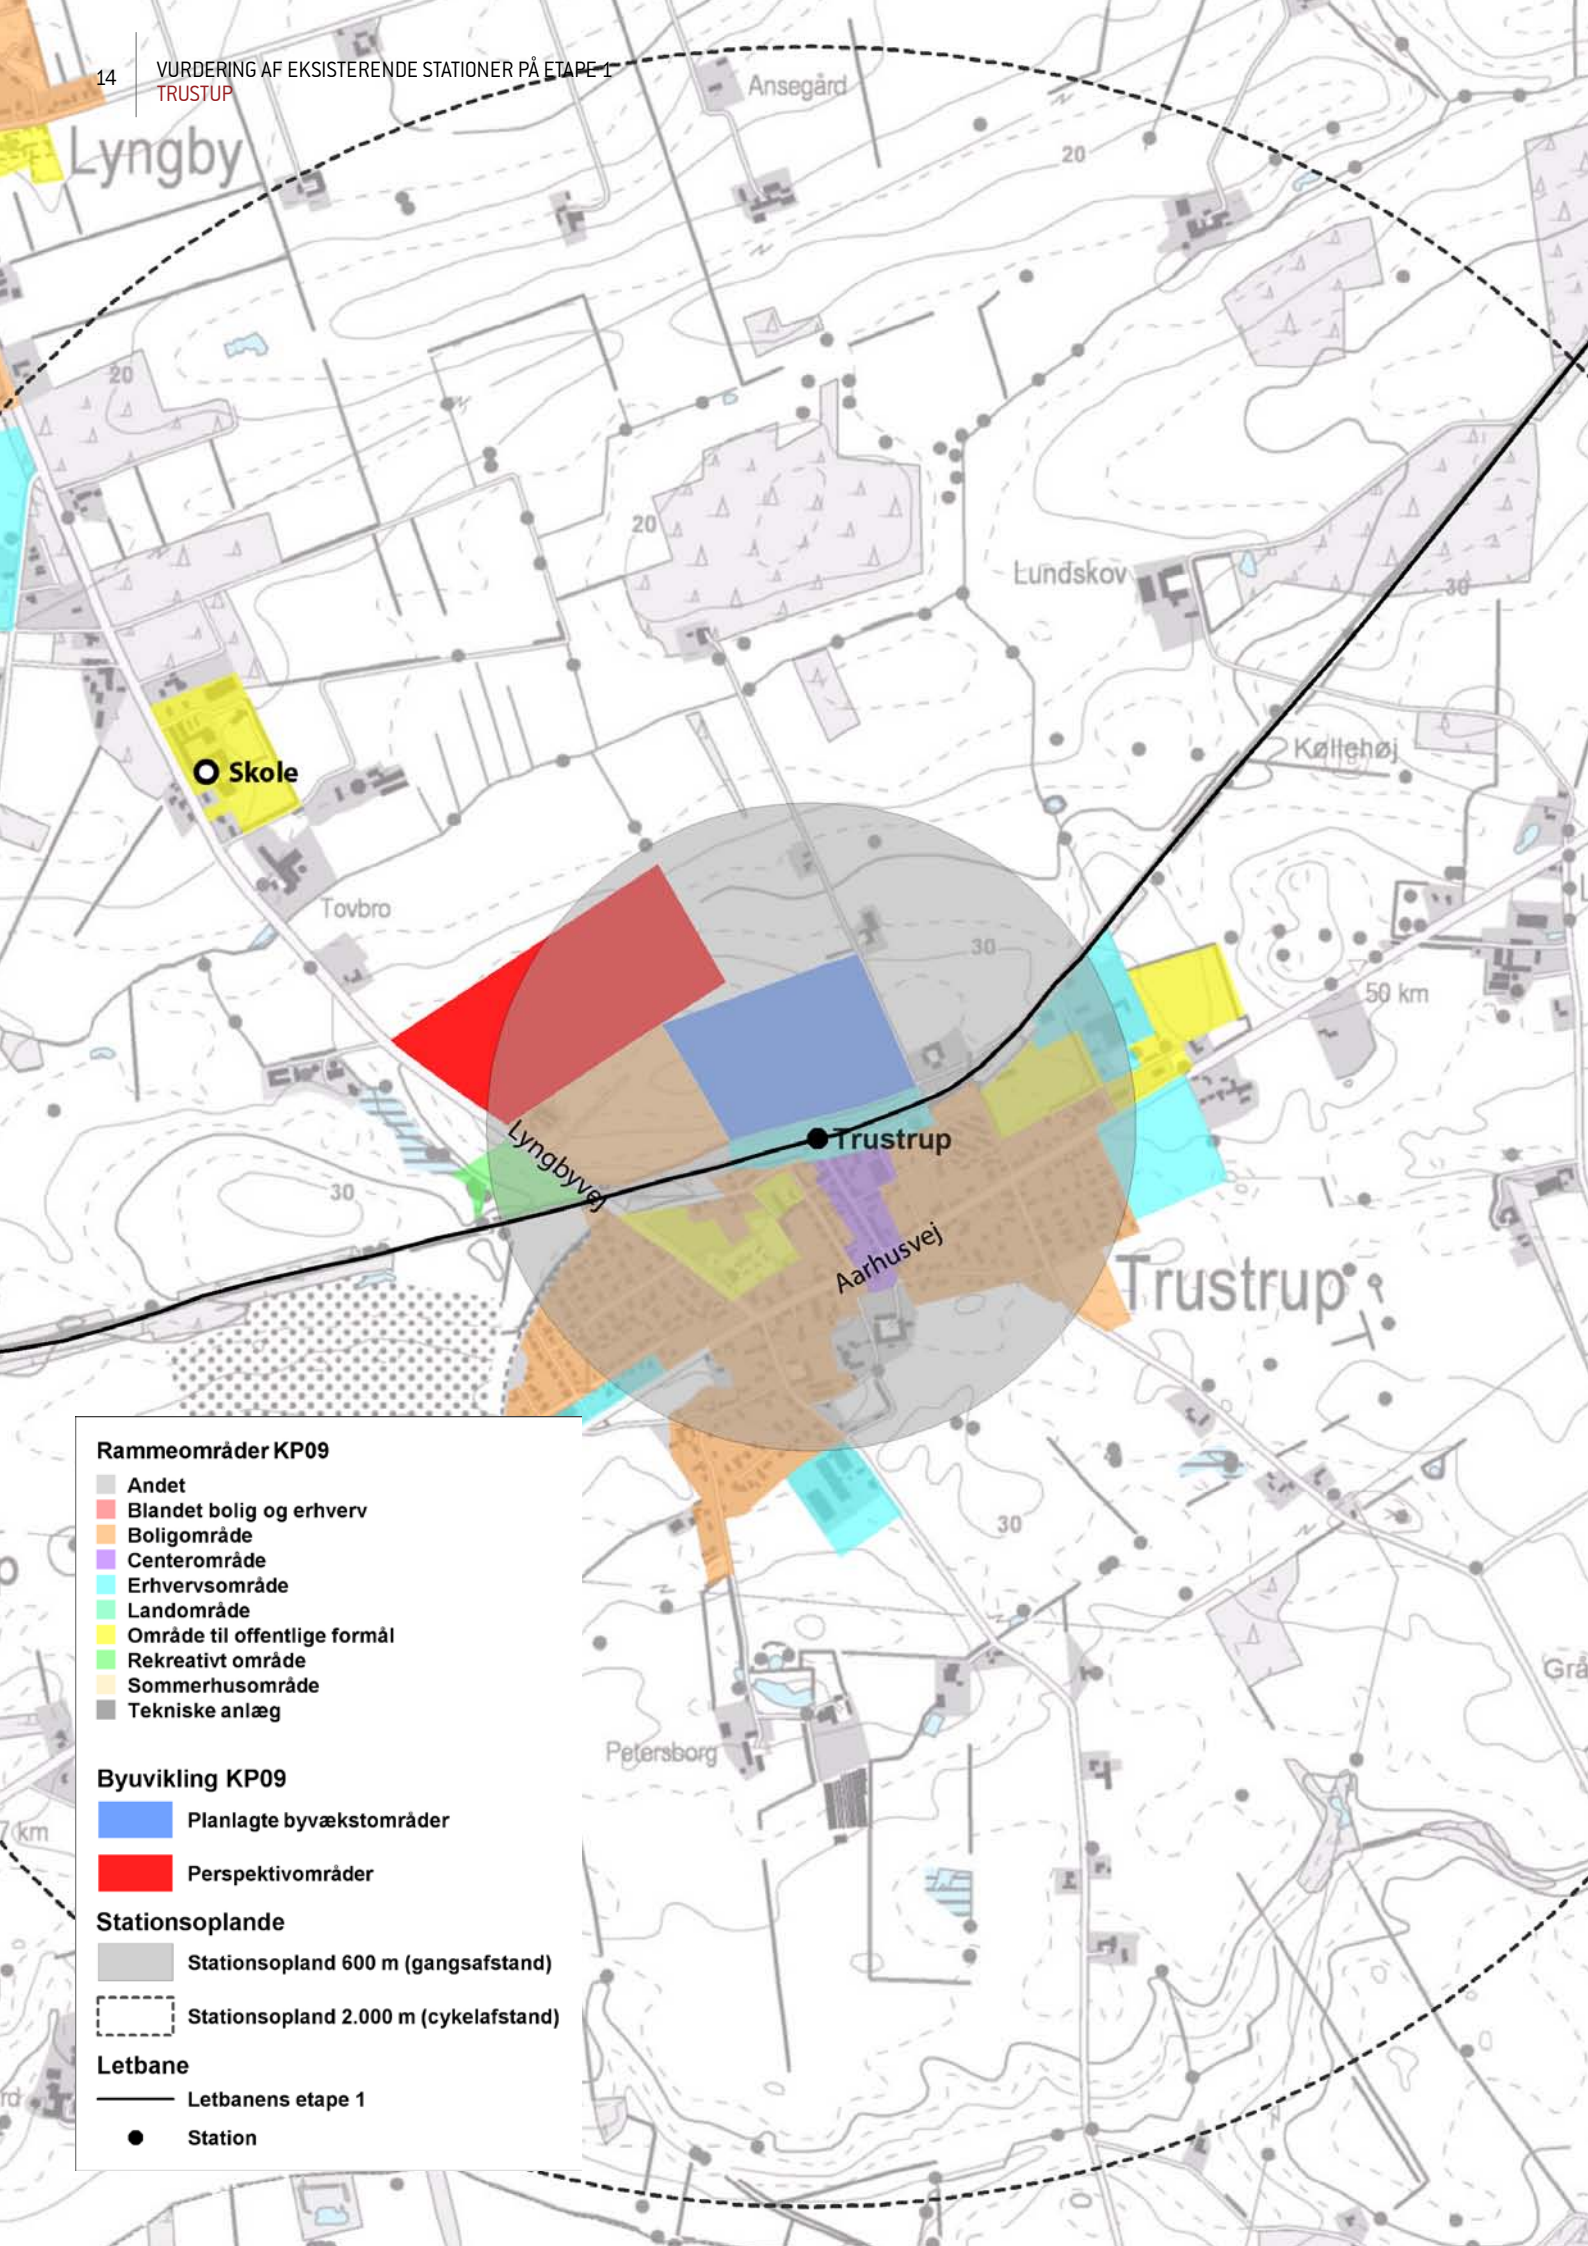 14
VURDERING AF EKSISTERENDE STATIONER PÅ ETAPE 1
TRUSTUP
Ansegård
Lyngby
20
20
20
Lundskov
30
Køllehøj
Skole
Tovbro
30
50 km
Lyngbyvej
Trustrup
30
Aarhusvej
Trustrup
30
Petersborg
Grå
7 km
Rammeområder KP09
Andet
Blandet bolig og erhverv
Boligområde
Centerområde
Erhvervsområde
Landområde
Område til offentlige formål
Rekreativt område
Sommerhusområde
Tekniske anlæg
Byuvikling KP09
Planlagte byvækstområder
Perspektivområder
Stationsoplande
Stationsopland 600 m (gangsafstand)
Stationsopland 2.000 m (cykelafstand)
Letbane
Letbanens etape 1
Station